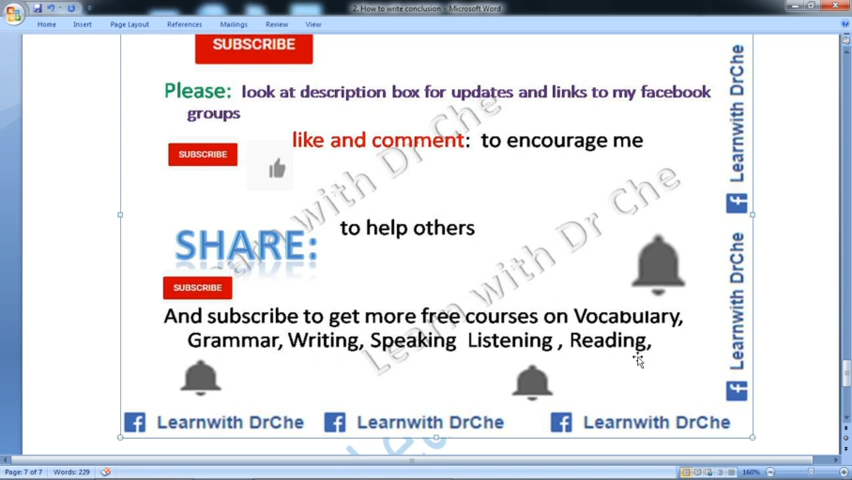 2. How to write conclusion - Microsoft Word
Home Insert Page Layout References Mailings Review View
SUBSCRIBE
Please: look at description box for updates and links to my facebook
groups
like and comment: to encourage me
SUBSCRIBE
to help others
SHARE:
SUBSCRIBE
And subscribe to get more free courses on Vocabulary,
Grammar, Writing, Speaking Listening , Reading,
Learnwith DrChe Learnwith DrChe Learnwith DrChe
Learnwith DrChe
Learnwith DrChe
Learn with Dr Che
Learn with Dr Che
Page: 7 of 7 Words: 229 160%